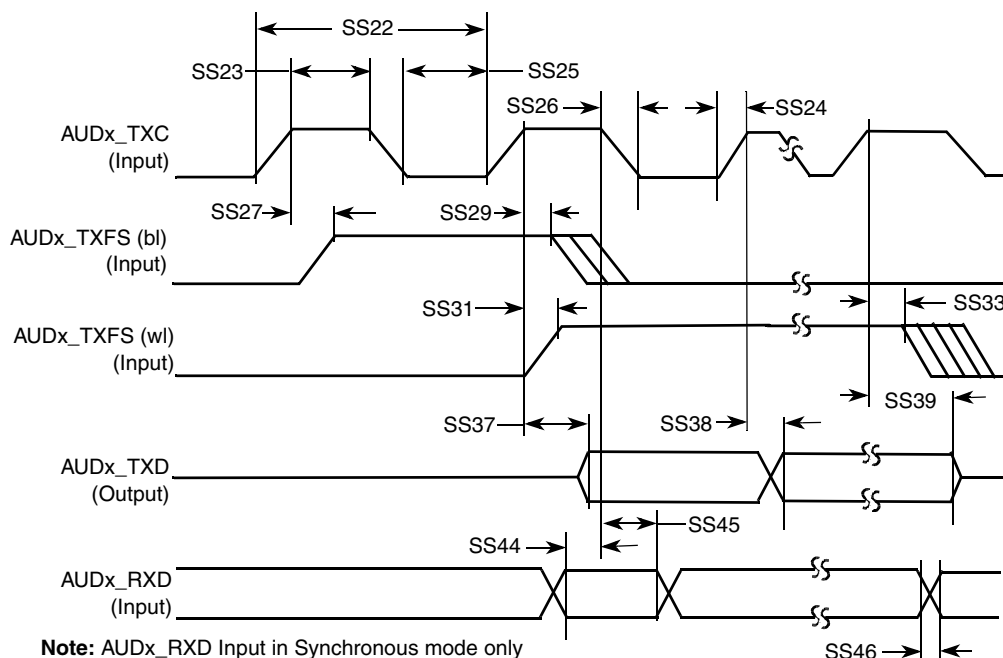 SS22
SS23
SS25
SS26
SS24
AUDx_TXC
(Input)
SS27
SS29
AUDx_TXFS (bl)
(Input)
SS31
SS33
AUDx_TXFS (wl)
(Input)
SS39
SS37
SS38
AUDx_TXD
(Output)
SS45
SS44
AUDx_RXD
(Input)
Note: AUDx_RXD Input in Synchronous mode only
SS46